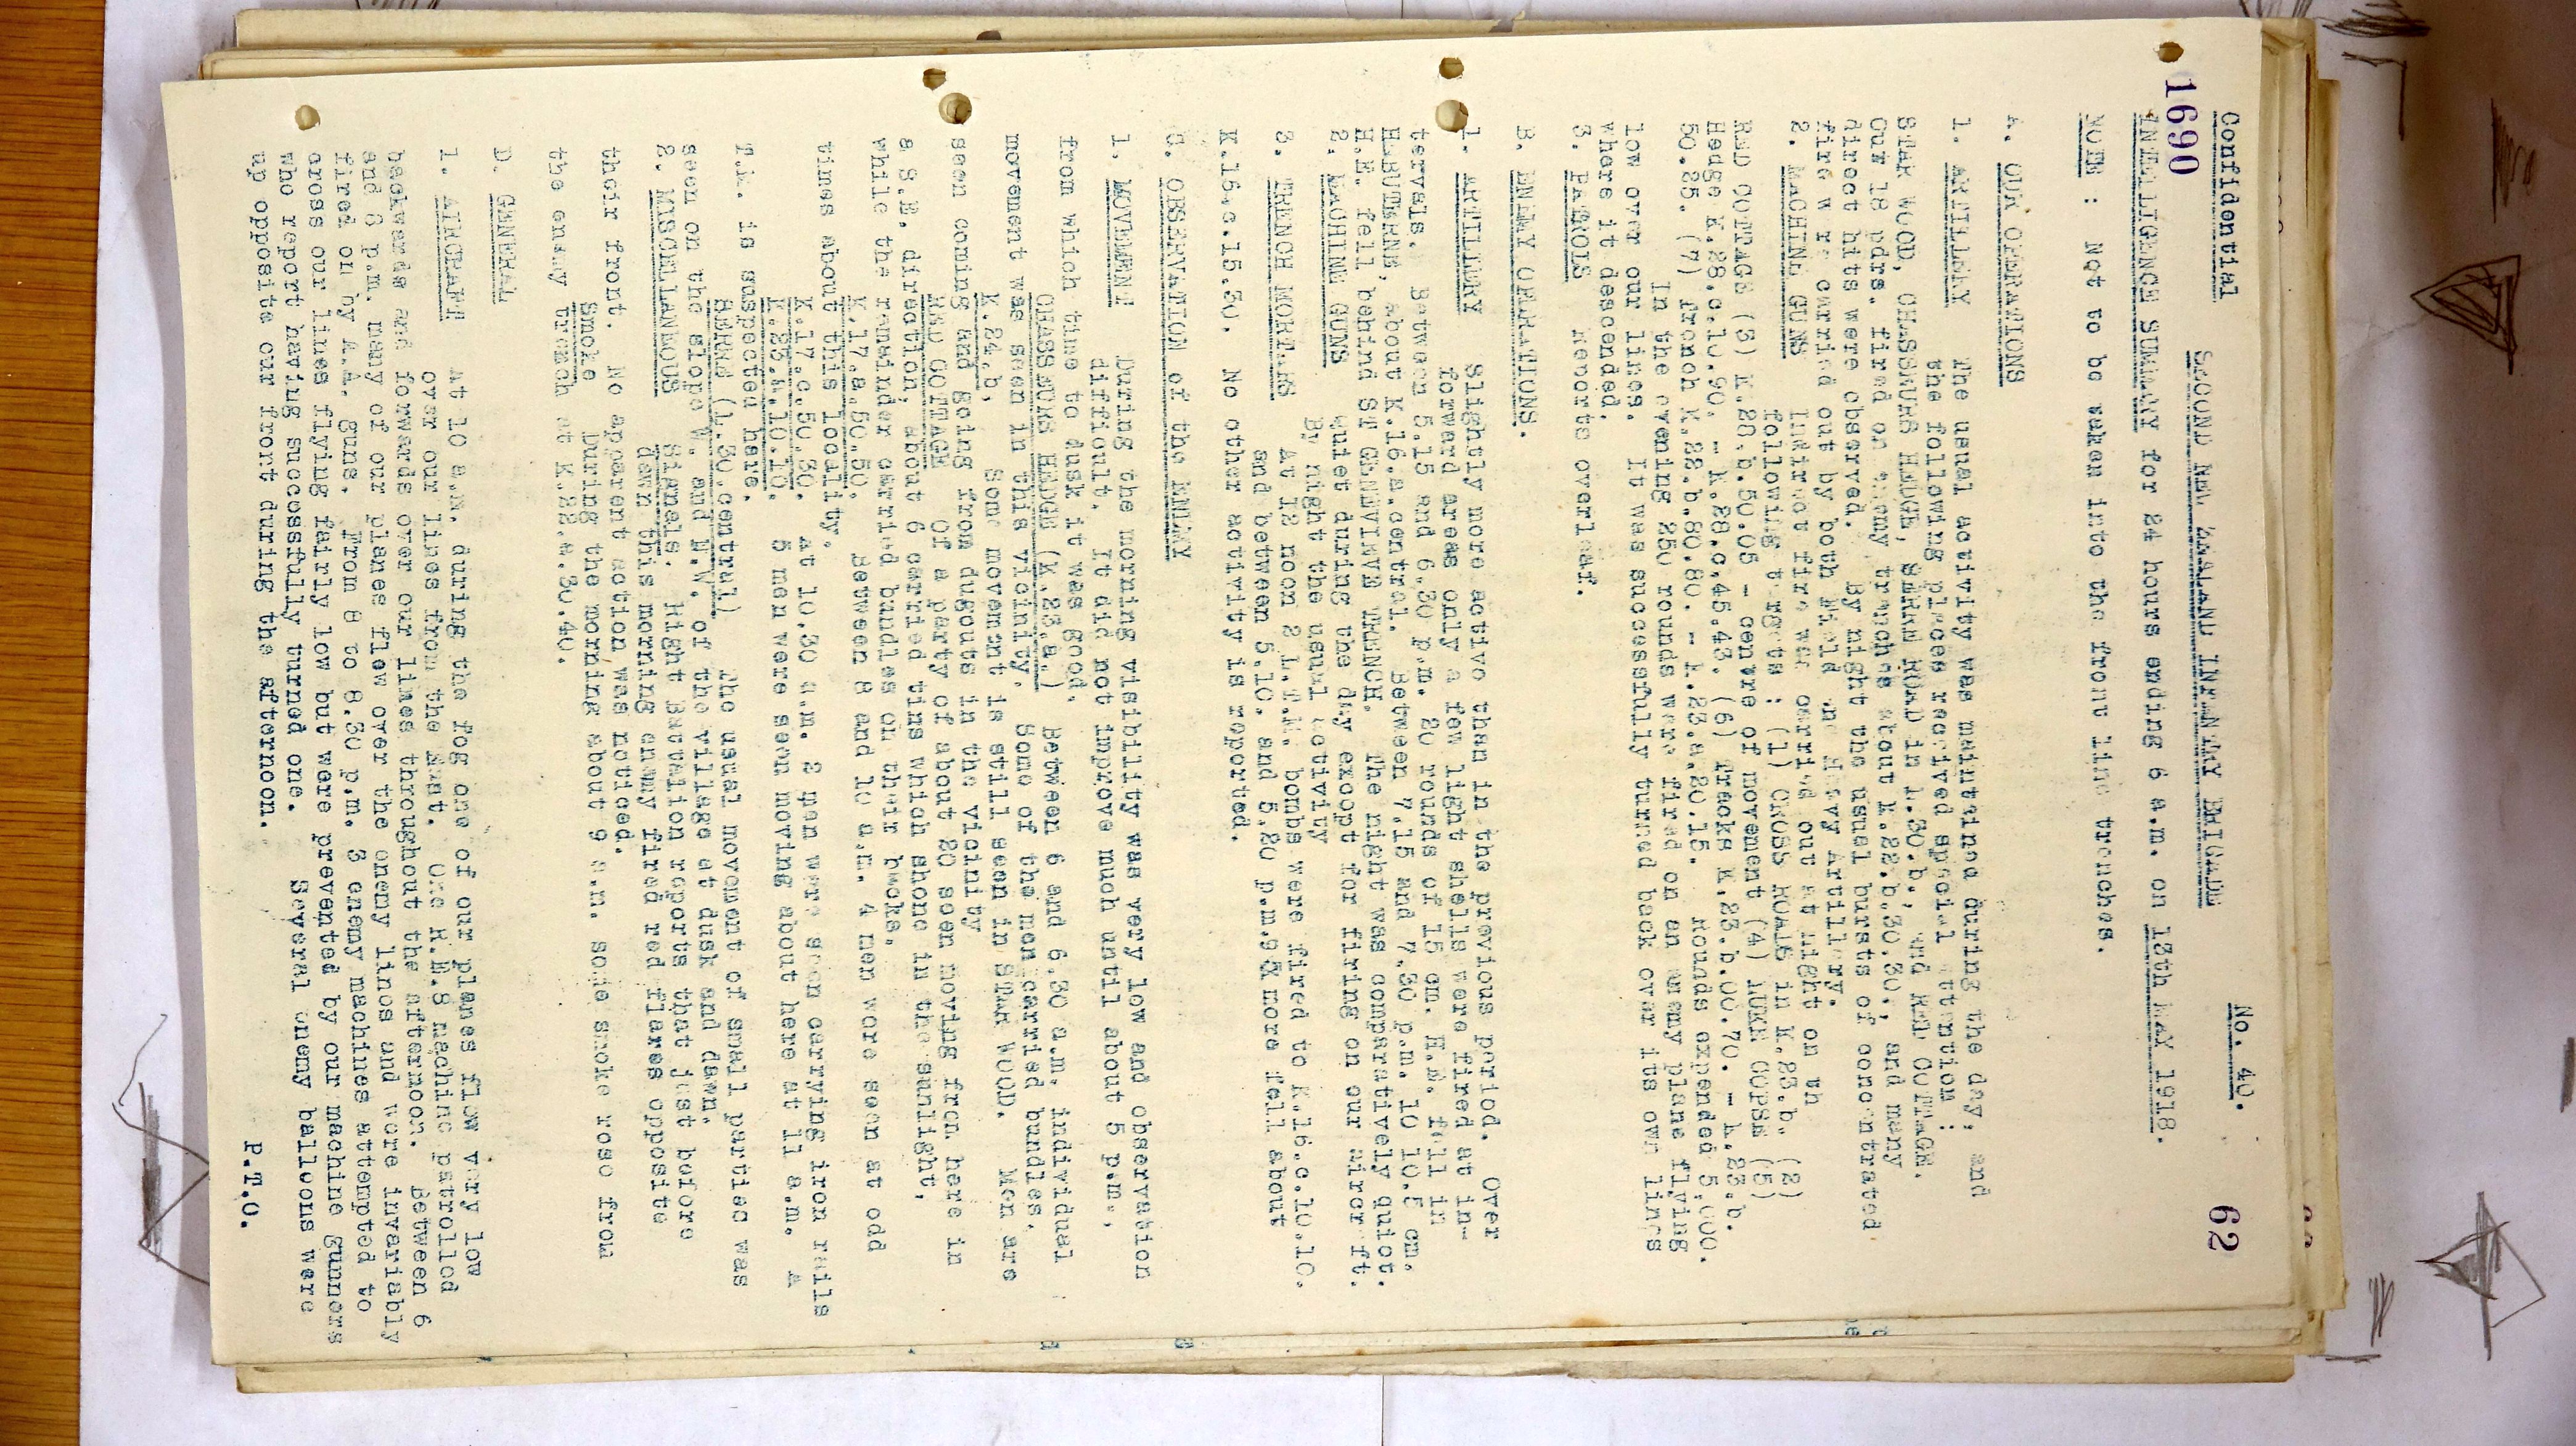 Confidential No. 40.
1690 62
SECOND NEW ZEALAND INFANTRY BRIGADE
INTELLIGENCE SUMMARY for 24 hours ending 6 a.m. on 13th MAY 1918.
NOTE : Not to be taken into the front line trenches.
A. OUR OPERATIONS
1. ARTILLERY The usual activity was maintained during the day, and
the following places received special attention :
STAR WOOD, CHASSEURS HEDGE, SERRE ROAD in L.30.b., and RED COTTAGE.
Our 18 pdrs. fired on enemy trenches about K.22.b.30.30., and many
direct hits were observed. By night the usual bursts of concentrated
fire were carried out by both Field and Heavy Artillery.
2. MACHINE GUNS Indirect fire was carried out at night on th
following targets : (1) CROSS ROADS in K.23.b. (2)
RED COTTAGE (3) K.28.b.50.05 - centre of movement (4) LUKE COPSE (5)
Hedge K.28.c.10.90. - K.28.c.45.43. (6) Tracks K.23.b.00.70. - K.23.b.
50.25. (7) Trench K.22.b.80.80. - K.23.a.20.15. Rounds expended 5,000.
In the evening 250 rounds were fired on an enemy plane flying
low over our lines. It was successfully turned back over its own lines
where it descended.
3. PATROLS Reports overleaf.
B. ENEMY OPERATIONS.
1. ARTILLERY Slightly more active than in the previous period. Over
forward areas only a few light shells were fired at in-
tervals. Between 5.15 and 6.30 p.m. 20 rounds of 15 cm. H.E. fell in
HEBUTERNE, about K.16.a.central. Between 7.15 and 7.30 p.m. 10 10.5 cm.
H.E. fell behind ST GENEVIEVE TRENCH. The night was comparatively quiet.
2. MACHINE GUNS Quiet during the day except for firing on our aircraft.
By night the usual activity
3. TRENCH MORTARS At 12 noon 2 L.T.M. bombs were fired to K.16.c.10.10.
and between 5.10. and 5.20 p.m. 9 more fell about
K.16.c.15.30. No other activity is reported.
C. OBSERVATION of the ENEMY
1. MOVEMENT During the morning visibility was very low and observation
difficult. It did not improve much until about 5 p.m.,
from which time to dusk it was good.
CHASSEURS HEDGE (K.23.a.) Between 6 and 6.30 a.m. individual
movement was seen in this vicinity. Some of the men carried bundles.
K.24.b. Some movement is still seen in STAR WOOD. Men are
seen coming and going from dugouts in the vicinity
RED COTTAGE Of a party of about 20 seen moving from here in
a S.E. direction, about 6 carried tins which shone in the sunlight,
while the remainder carried bundles on their backs.
K.17.a.50.50. Between 8 and 10 a.m. 4 men were seen at odd
times about this locality.
K.17.c.50.30. At 10.30 a.m. 2 men were seen carrying iron rails
K.23.d.10.10. 5 men were seen moving about here at 11 a.m. A
T.M. is suspected here.
SERRE (L.30.central) The usual movement of small parties was
seen on the slope W. and N.W. of the village at dusk and dawn.
2. MISCELLANEOUS Signals. Right Battalion reports that just before
dawn this morning enemy fired red flares opposite
their front. No apparent action was noticed.
Smoke During the morning about 9 a.m. some smoke rose from
the enemy trench at K.22.a.30.40.
D. GENERAL
1. AIRCRAFT At 10 a.m. during the fog one of our planes flew very low
over our lines from the East. One R.E.8 machine patrolled
backwards and forwards over our lines throughout the afternoon. Between 6
and 8 p.m. many of our planes flew over the enemy lines and were invariably
fired on by A.A. guns. From 8 to 8.30 p.m. 3 enemy machines attempted to
cross our lines flying fairly low but were prevented by our machine gunners
who report having successfully turned one. Several enemy balloons were
up opposite our front during the afternoon.
P.T.O.